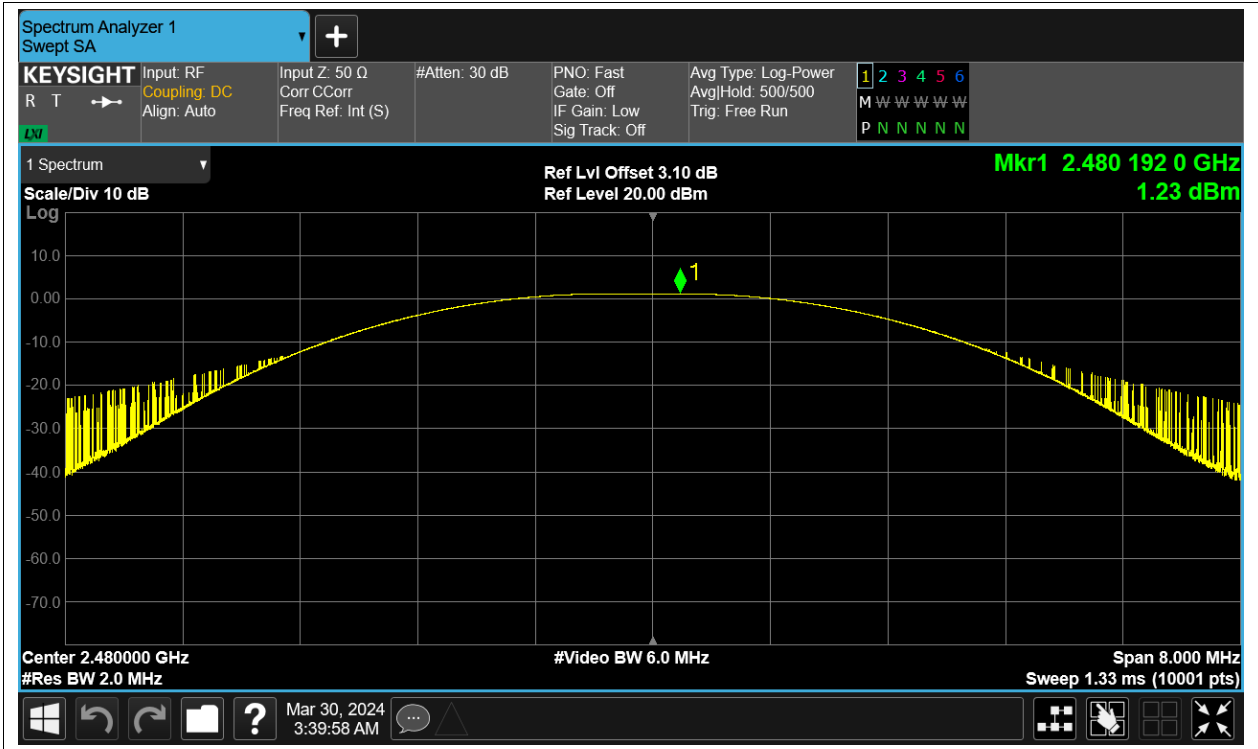 Spectrum Analyzer 1
Swept SA
KEYSIGHT
R T
LXI
Input: RF
Coupling: DC
Align: Auto
Input Z: 50 Ω
Corr CCorr
Freq Ref: Int (S)
#Atten: 30 dB
PNO: Fast
Gate: Off
IF Gain: Low
Sig Track: Off
Avg Type: Log-Power
Avg|Hold: 500/500
Trig: Free Run
1 2 3 4 5 6
M W W W W W
P N N N N N
1 Spectrum
Scale/Div 10 dB
Log
Ref Lvl Offset 3.10 dB
Ref Level 20.00 dBm
Mkr1 2.480 192 0 GHz
1.23 dBm
1
10.0
0.00
-10.0
-20.0
-30.0
-40.0
-50.0
-60.0
-70.0
Center 2.480000 GHz
#Res BW 2.0 MHz
#Video BW 6.0 MHz
Span 8.000 MHz
Sweep 1.33 ms (10001 pts)
?
Mar 30, 2024
3:39:58 AM